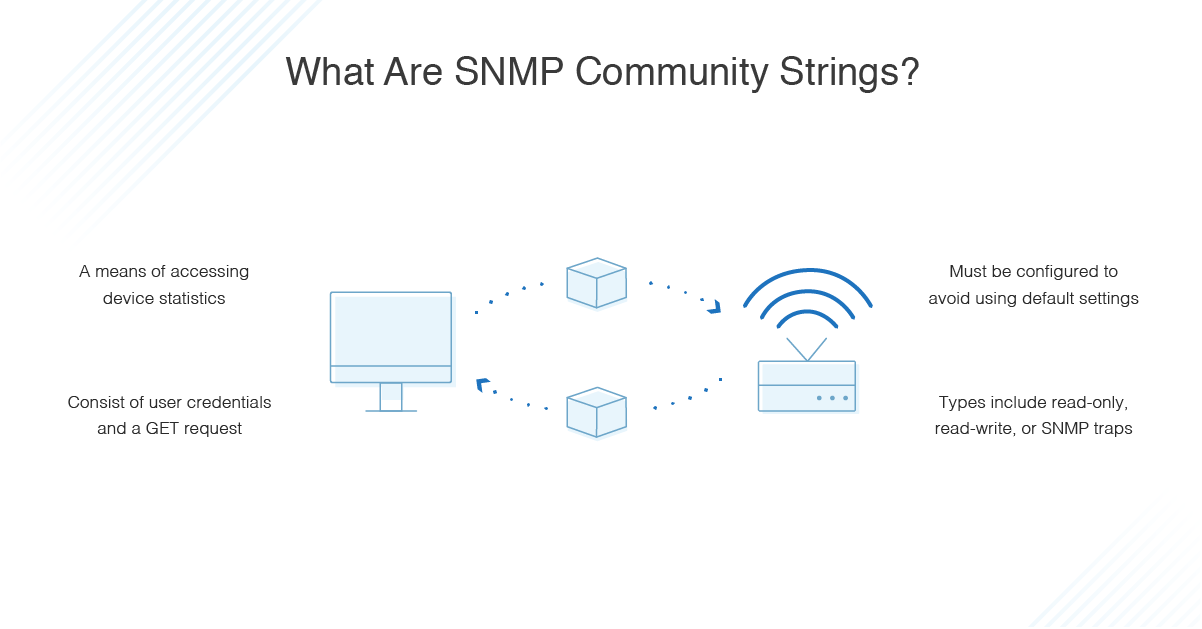 What Are SNMP Community Strings?
A means of accessing
device statistics
Consist of user credentials
and a GET request
Must be configured to
avoid using default settings
Types include read-only,
read-write, or SNMP traps